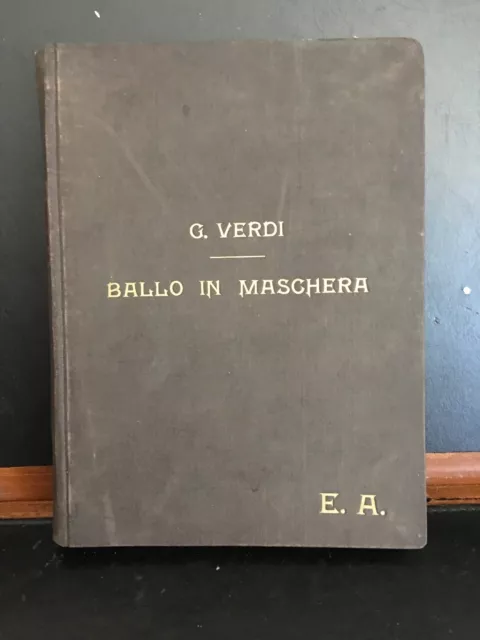 G. VERDI
BALLO IN MASCHERA
E. A.